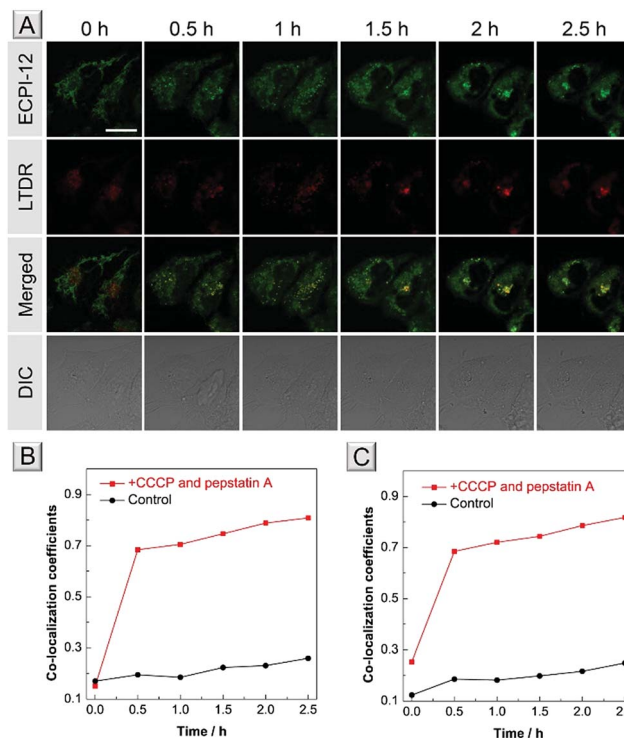 A
0 h 0.5 h 1 h 1.5 h 2 h 2.5 h
ECPI-12
LTDR
Merged
DIC
B
+CCCP and pepstatin A
Control
Co-localization coefficients
0.9
0.7
0.5
0.3
0.1
0.0 0.5 1.0 1.5 2.0 2.5
Time / h
C
+CCCP and pepstatin A
Control
Co-localization coefficients
0.9
0.7
0.5
0.3
0.1
0.0 0.5 1.0 1.5 2.0 2.5
Time / h